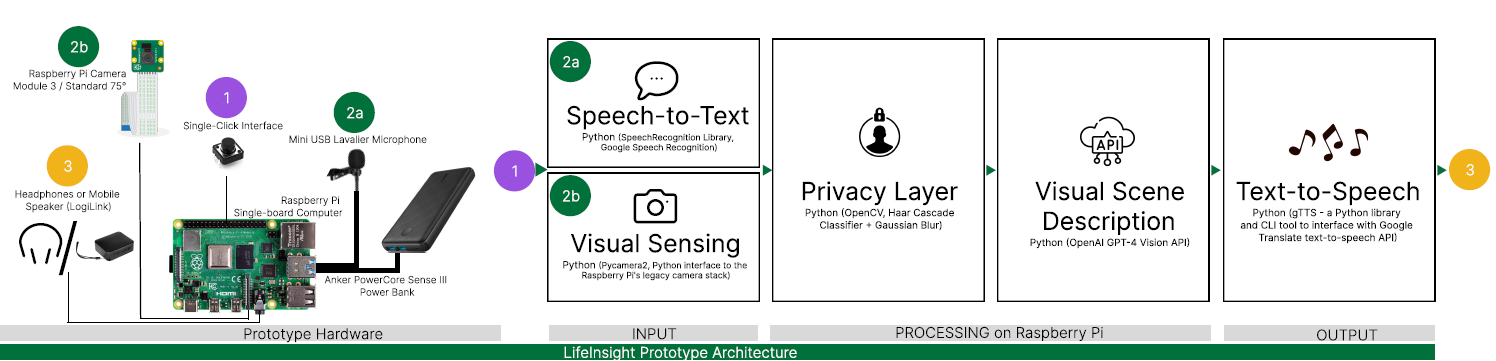 2b
Raspberry Pi Camera
Module 3 / Standard 75°
1
Single-Click Interface
2a
Mini USB Lavalier Microphone
3
Headphones or Mobile
Speaker (LogiLink)
Raspberry Pi
Single-board Computer
HDMI
Anker PowerCore Sense III
Power Bank
Prototype Hardware
1
2a
Speech-to-Text
Python (SpeechRecognition Library,
Google Speech Recognition)
2b
Visual Sensing
Python (Pycamera2, Python interface to the
Raspberry Pi's legacy camera stack)
INPUT
Privacy Layer
Python (OpenCV, Haar Cascade
Classifier + Gaussian Blur)
API
Visual Scene
Description
Python (OpenAI GPT-4 Vision API)
PROCESSING on Raspberry Pi
Text-to-Speech
Python (gTTS - a Python library
and CLI tool to interface with Google
Translate text-to-speech API)
OUTPUT
3
LifeInsight Prototype Architecture